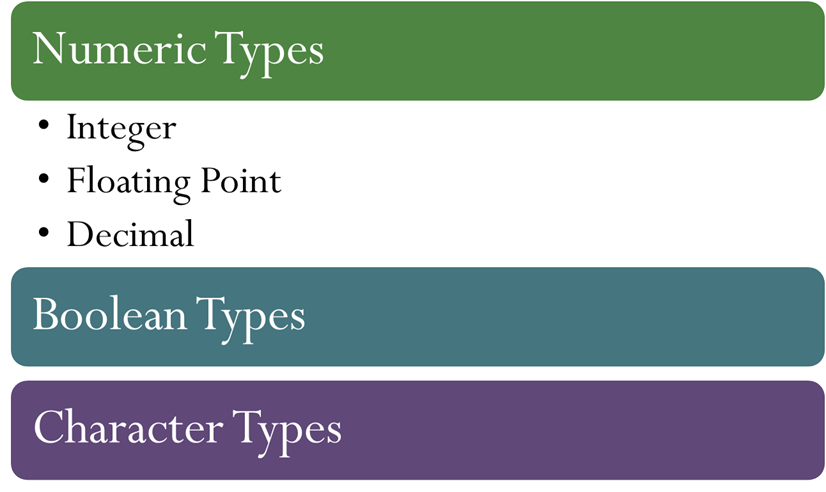 Numeric Types
• Integer
• Floating Point
• Decimal
Boolean Types
Character Types